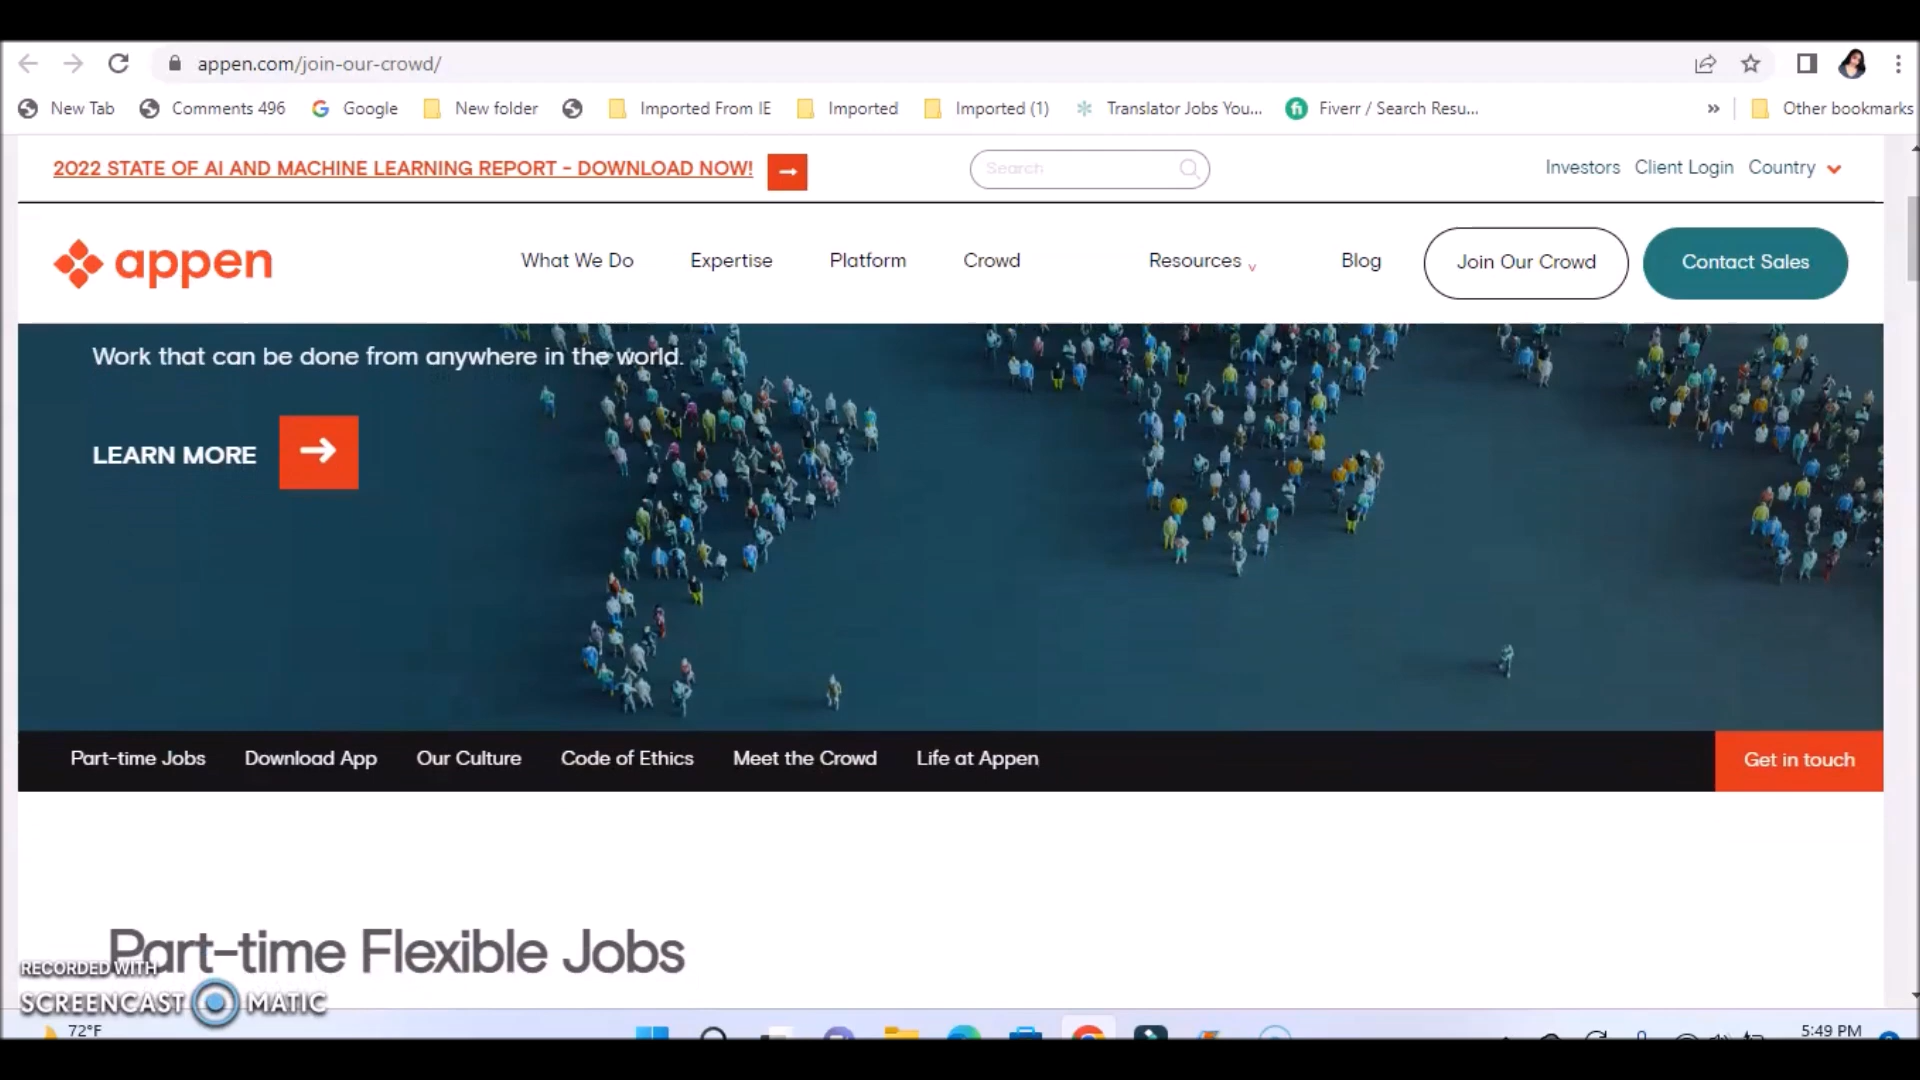 appen.com/join-our-crowd/
New Tab Comments 496 Google New folder Imported From IE Imported Imported (1) Translator Jobs You... Fiverr / Search Resu... » Other bookmarks
2022 STATE OF AI AND MACHINE LEARNING REPORT - DOWNLOAD NOW! Search Investors Client Login Country
appen What We Do Expertise Platform Crowd Resources Blog Join Our Crowd Contact Sales
Work that can be done from anywhere in the world.
LEARN MORE
Part-time Jobs Download App Our Culture Code of Ethics Meet the Crowd Life at Appen Get in touch
Part-time Flexible Jobs
RECORDED WITH
SCREENCAST MATIC
72°F 5:49 PM